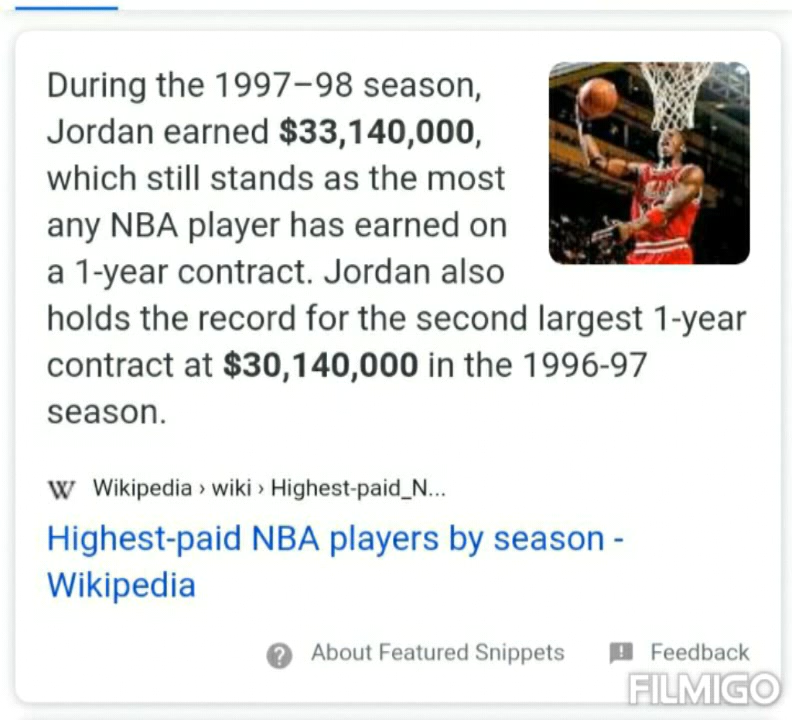 During the 1997–98 season,
Jordan earned $33,140,000,
which still stands as the most
any NBA player has earned on
a 1-year contract. Jordan also
holds the record for the second largest 1-year
contract at $30,140,000 in the 1996-97
season.
W Wikipedia › wiki › Highest-paid_N...
Highest-paid NBA players by season -
Wikipedia
? About Featured Snippets ! Feedback
FILMIGO